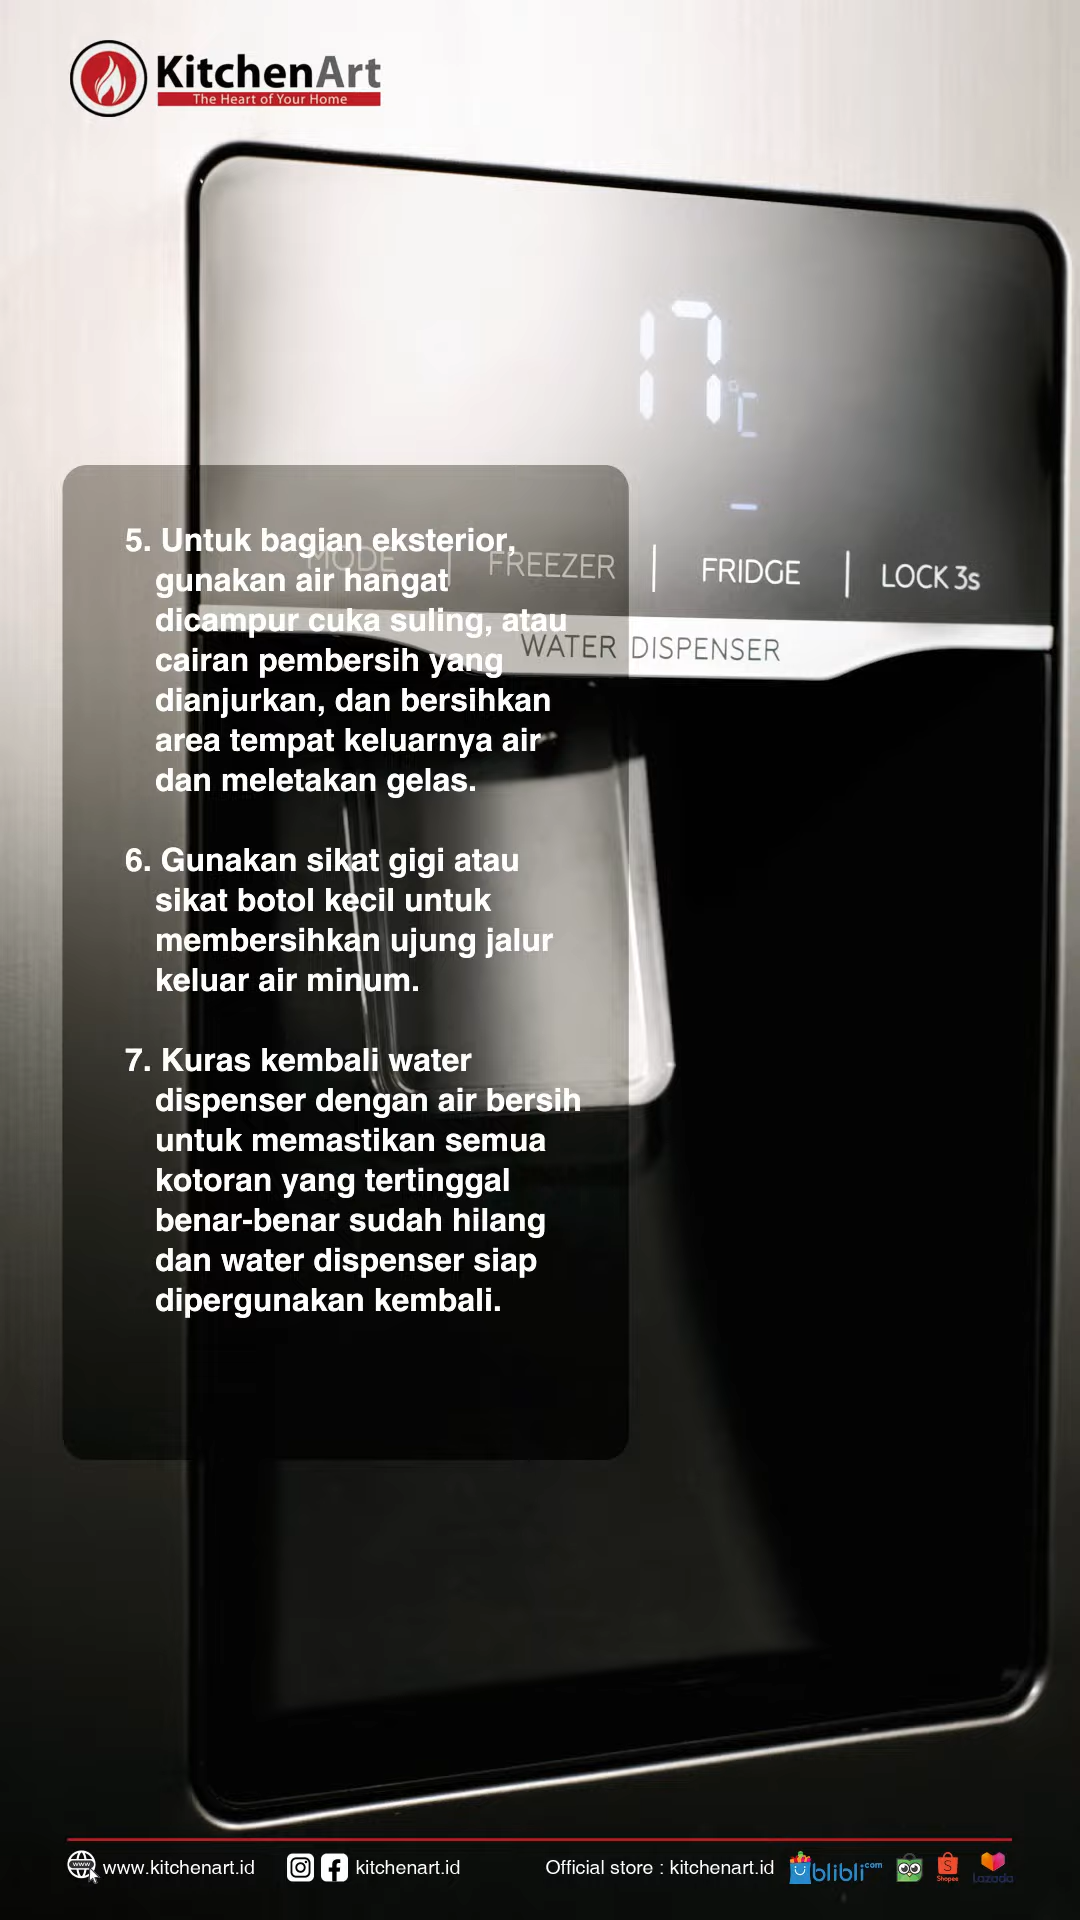 KitchenArt
The Heart of Your Home
°C
MODE | FREEZER | FRIDGE | LOCK 3s
WATER DISPENSER
5. Untuk bagian eksterior,
gunakan air hangat
dicampur cuka suling, atau
cairan pembersih yang
dianjurkan, dan bersihkan
area tempat keluarnya air
dan meletakan gelas.
6. Gunakan sikat gigi atau
sikat botol kecil untuk
membersihkan ujung jalur
keluar air minum.
7. Kuras kembali water
dispenser dengan air bersih
untuk memastikan semua
kotoran yang tertinggal
benar-benar sudah hilang
dan water dispenser siap
dipergunakan kembali.
www www.kitchenart.id kitchenart.id Official store : kitchenart.id blibli.com Shopee Lazada